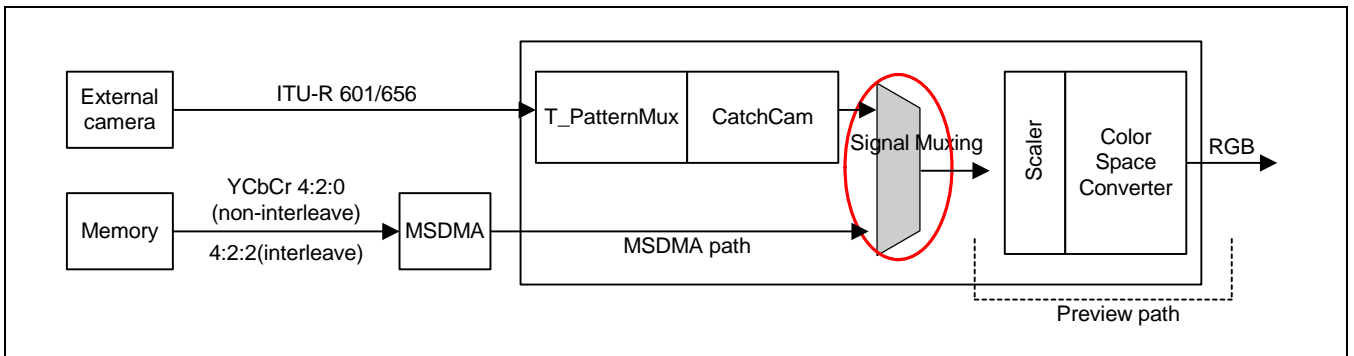 External
camera
ITU-R 601/656
T_PatternMux
CatchCam
Signal Muxing
Scaler
Color
Space
Converter
RGB
Memory
YCbCr 4:2:0
(non-interleave)
4:2:2(interleave)
MSDMA
MSDMA path
Preview path